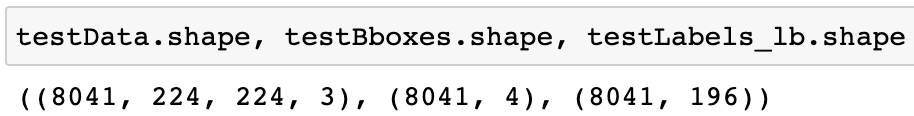 testData.shape, testBboxes.shape, testLabels_lb.shape
((8041, 224, 224, 3), (8041, 4), (8041, 196))